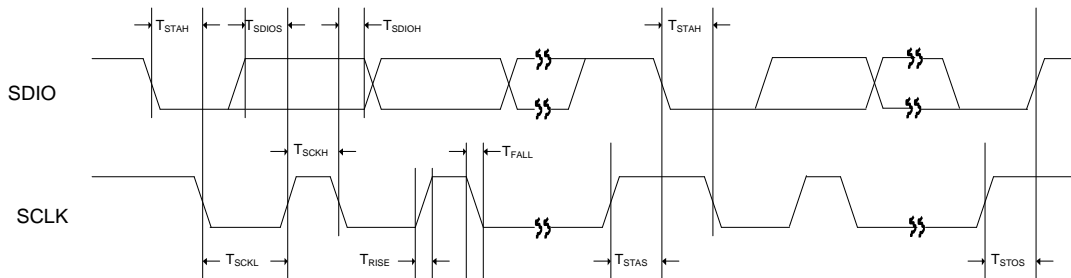 TSTAH TSDIOS TSDIOH TSTAH
SDIO
TSCKH TFALL
SCLK
TSCKL TRISE TSTAS TSTOS